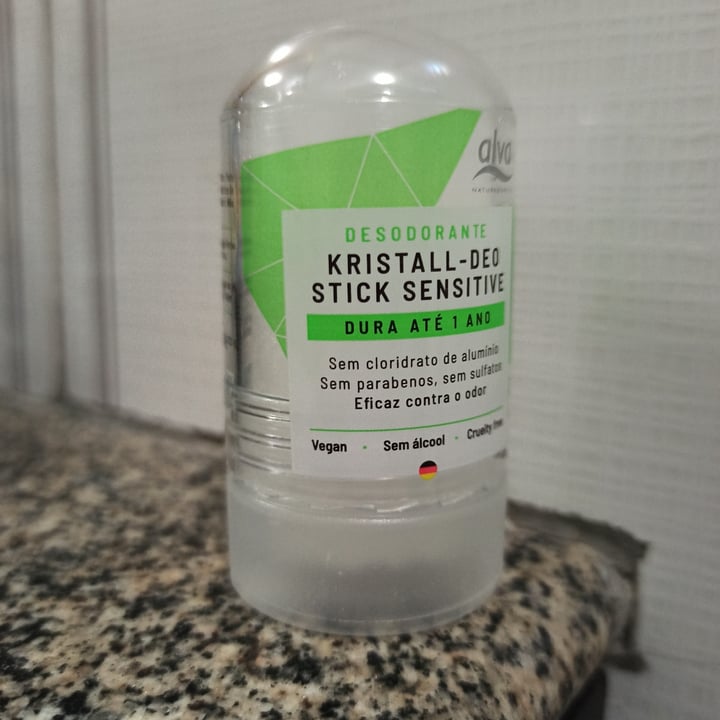 alva
DESODORANTE
KRISTALL-DEO
STICK SENSITIVE
DURA ATÉ 1 ANO
Sem cloridrato de alumínio
Sem parabenos, sem sulfatos
Eficaz contra o odor
Vegan • Sem álcool • Cruelty free